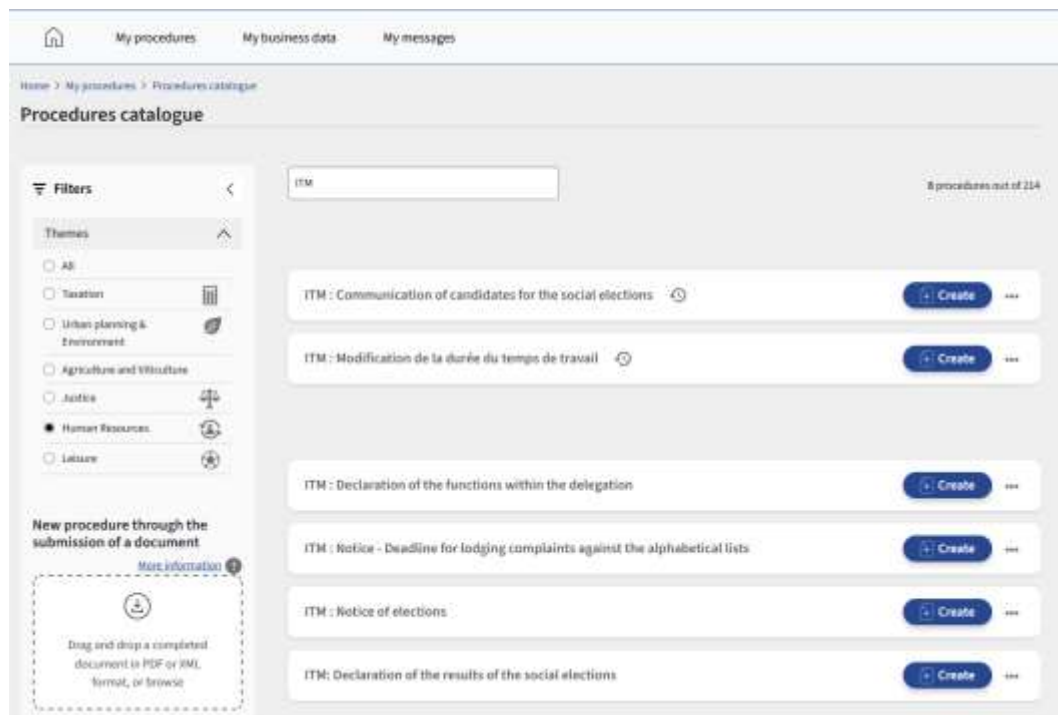 My procedures My business data My messages
Home > My procedures > Procedures catalogue
Procedures catalogue
Filters
ITM
8 procedures out of 214
Themes
All
Taxation
Urban planning &
Environment
Agriculture and Viticulture
Justice
Human Resources
Leisure
New procedure through the
submission of a document
More information ?
Drag and drop a completed
document in PDF or XML
format, or browse
ITM : Communication of candidates for the social elections
Create
ITM : Modification de la durée du temps de travail
Create
ITM : Declaration of the functions within the delegation
Create
ITM : Notice - Deadline for lodging complaints against the alphabetical lists
Create
ITM : Notice of elections
Create
ITM: Declaration of the results of the social elections
Create